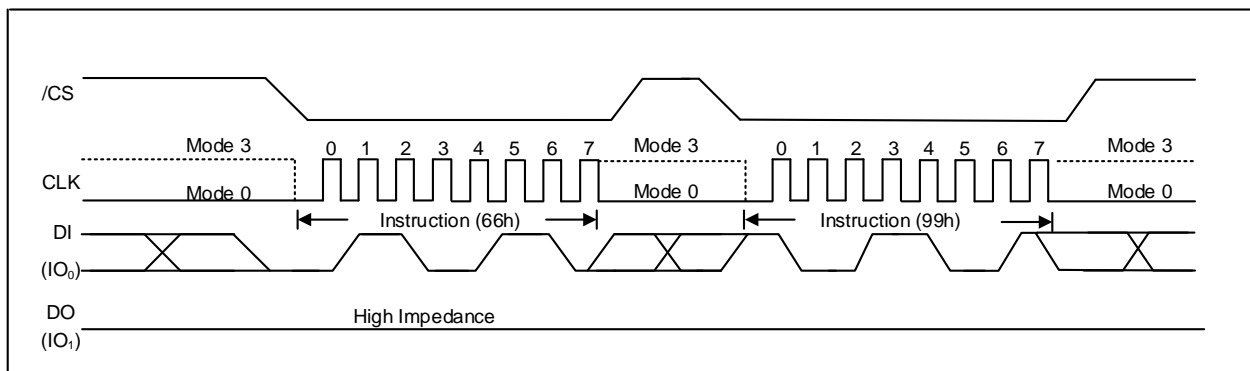 /CS
Mode 3 0 1 2 3 4 5 6 7 Mode 3 0 1 2 3 4 5 6 7 Mode 3
CLK
Mode 0 Mode 0 Mode 0
Instruction (66h) Instruction (99h)
DI
(IO₀)
DO High Impedance
(IO₁)